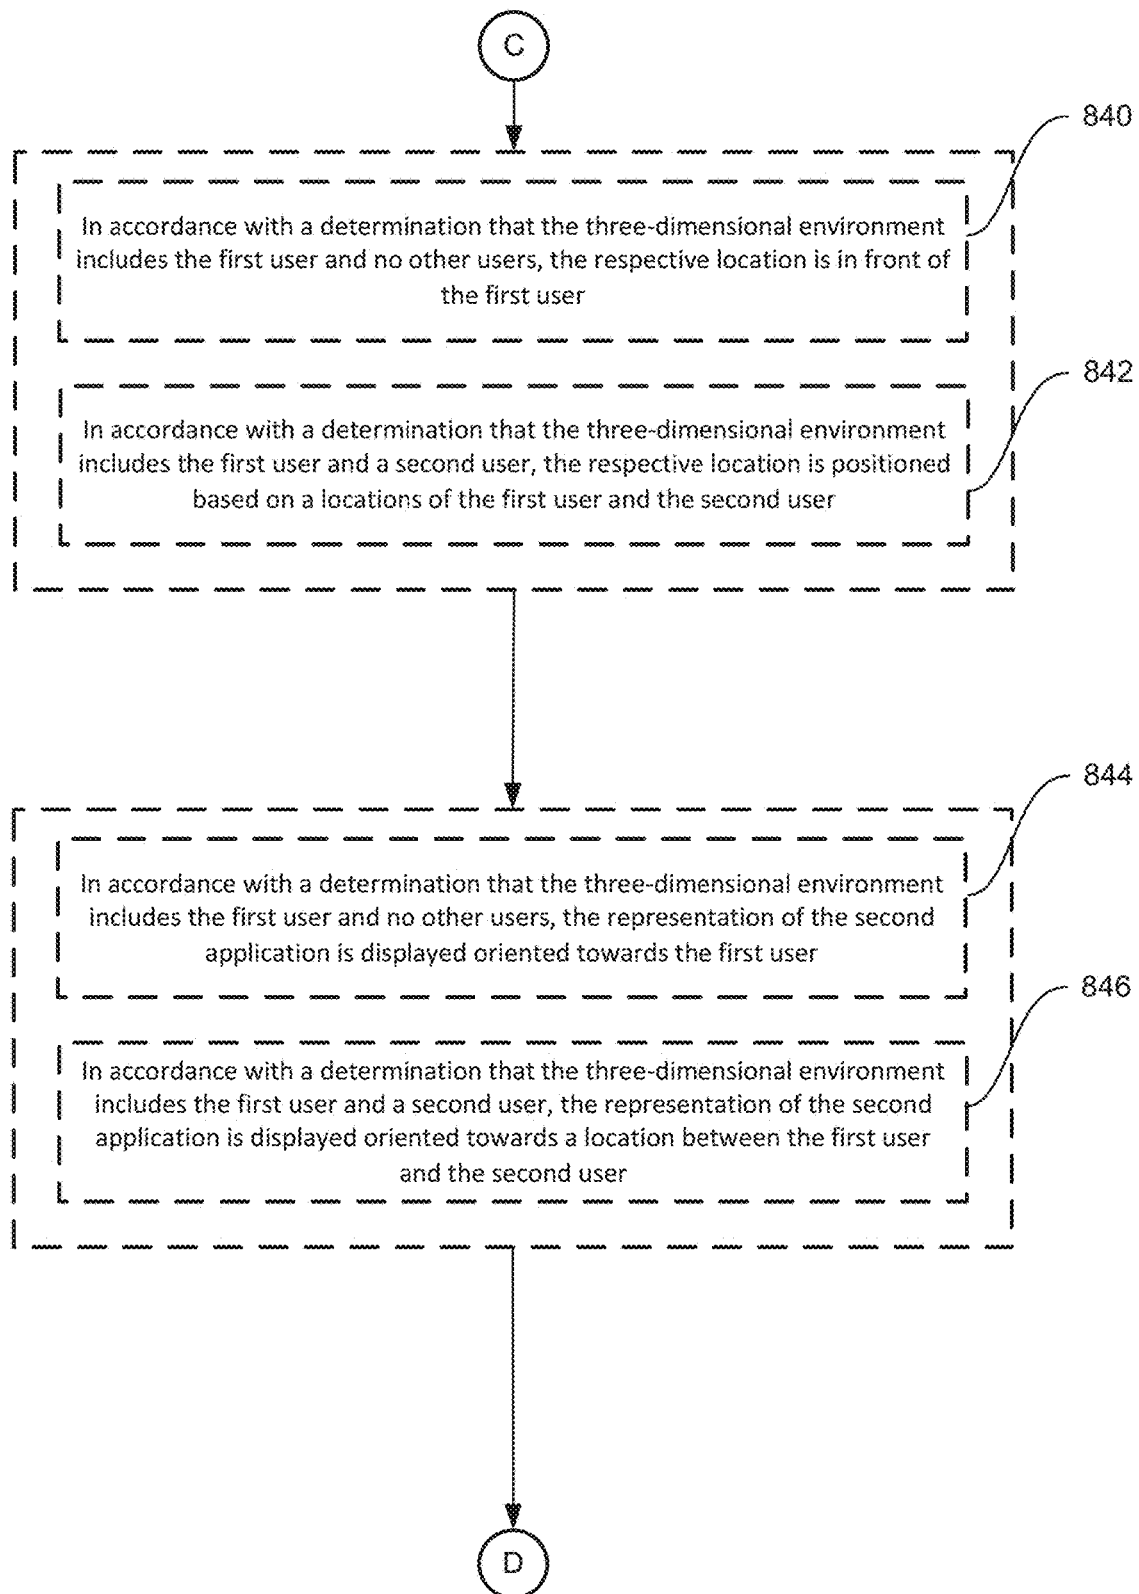 C
840
In accordance with a determination that the three-dimensional environment
includes the first user and no other users, the respective location is in front of
the first user
842
In accordance with a determination that the three-dimensional environment
includes the first user and a second user, the respective location is positioned
based on a locations of the first user and the second user
844
In accordance with a determination that the three-dimensional environment
includes the first user and no other users, the representation of the second
application is displayed oriented towards the first user
846
In accordance with a determination that the three-dimensional environment
includes the first user and a second user, the representation of the second
application is displayed oriented towards a location between the first user
and the second user
D